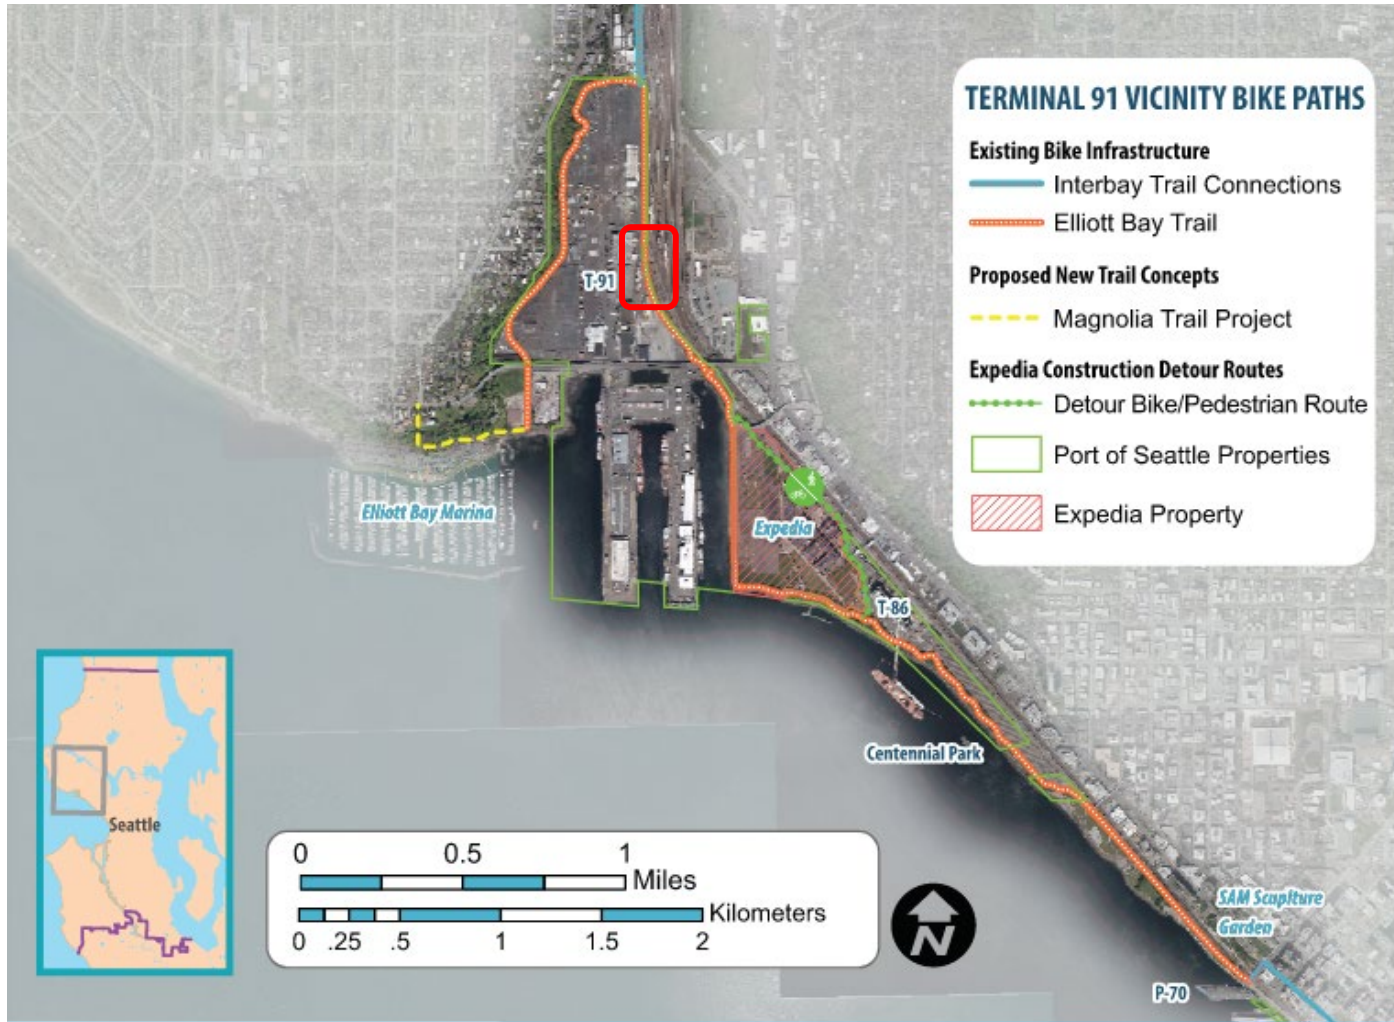 TERMINAL 91 VICINITY BIKE PATHS
Existing Bike Infrastructure
Interbay Trail Connections
Elliott Bay Trail
Proposed New Trail Concepts
Magnolia Trail Project
Expedia Construction Detour Routes
Detour Bike/Pedestrian Route
Port of Seattle Properties
Expedia Property
T-91
Elliott Bay Marina
Expedia
T-86
Centennial Park
SAM Scuplture
Garden
P-70
Seattle
0 0.5 1
Miles
Kilometers
0 .25 .5 1 1.5 2
N